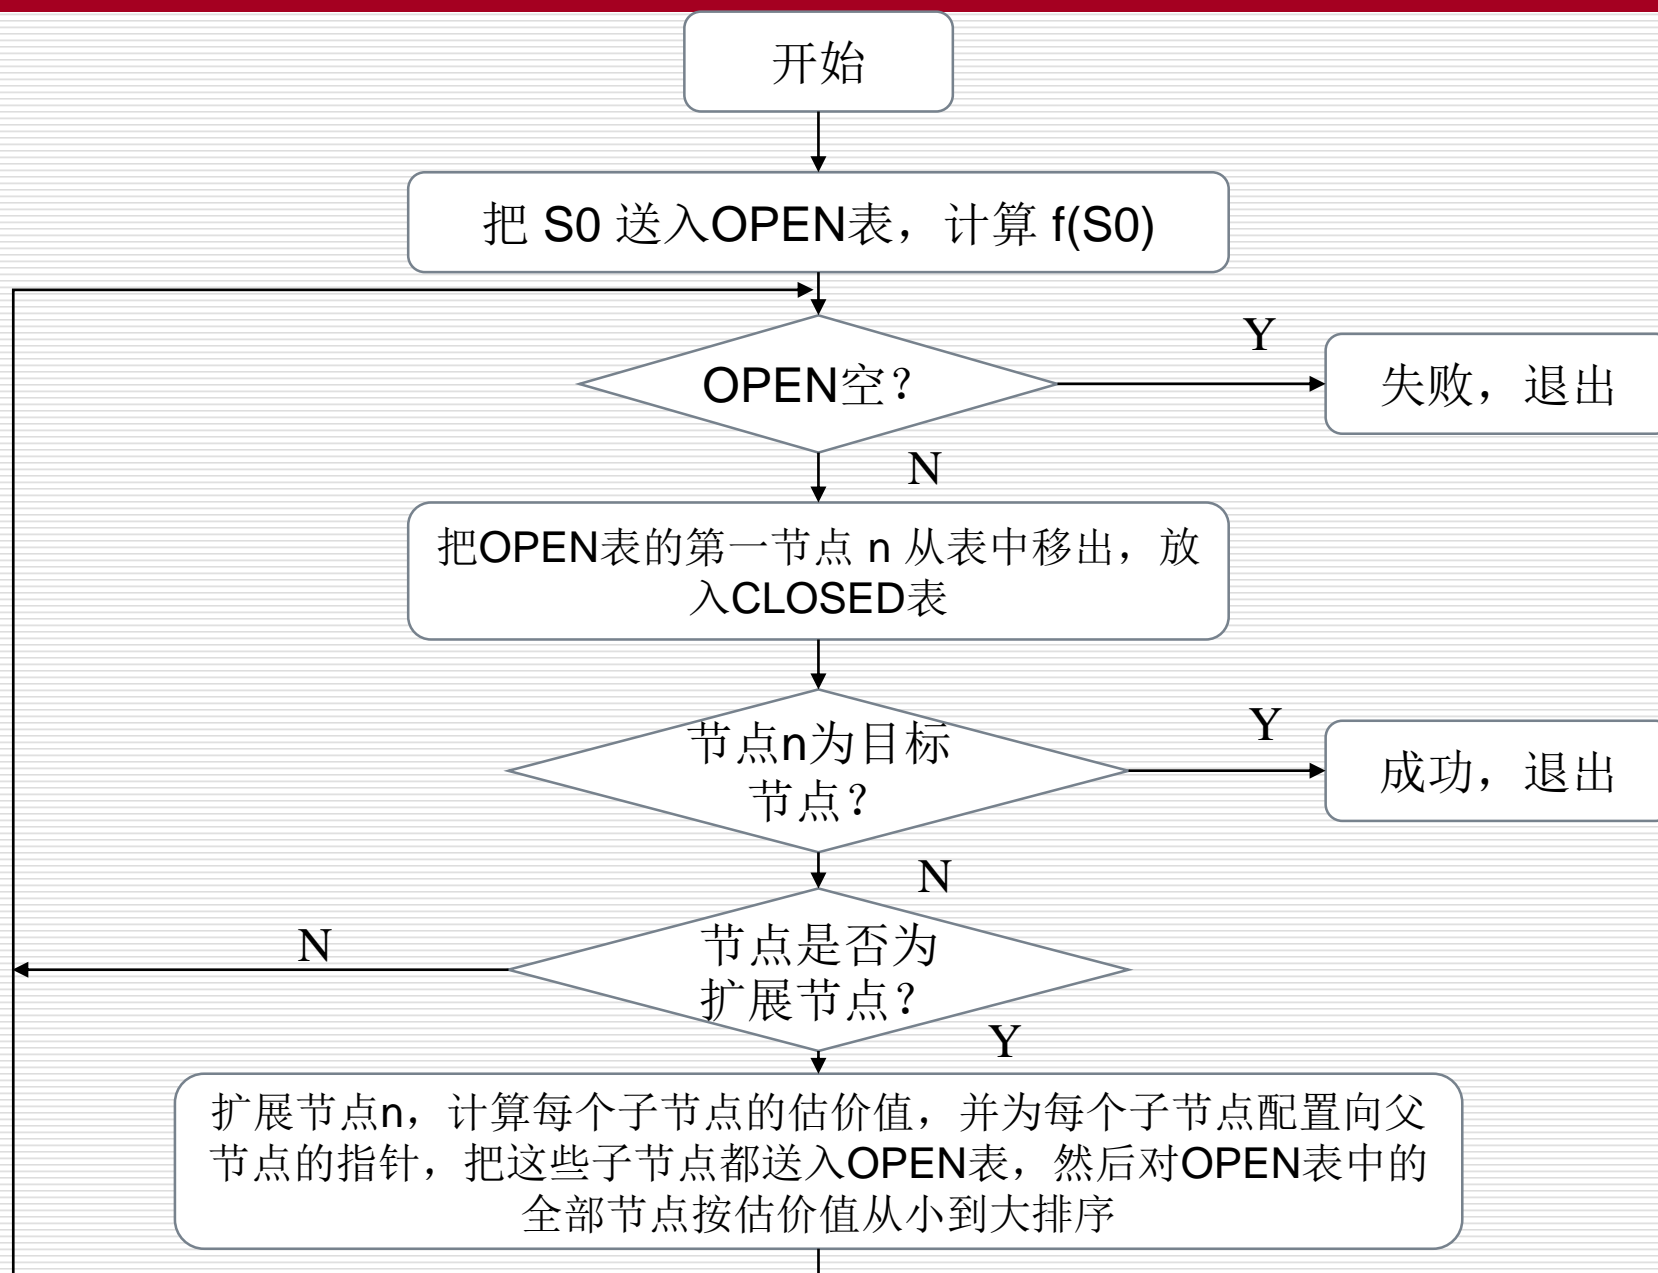 开始
把 S0 送入OPEN表，计算 f(S0)
OPEN空？
Y
失败，退出
N
把OPEN表的第一节点 n 从表中移出，放
入CLOSED表
节点n为目标
节点？
Y
成功，退出
N
节点是否为
扩展节点？
N
Y
扩展节点n，计算每个子节点的估价值，并为每个子节点配置向父
节点的指针，把这些子节点都送入OPEN表，然后对OPEN表中的
全部节点按估价值从小到大排序